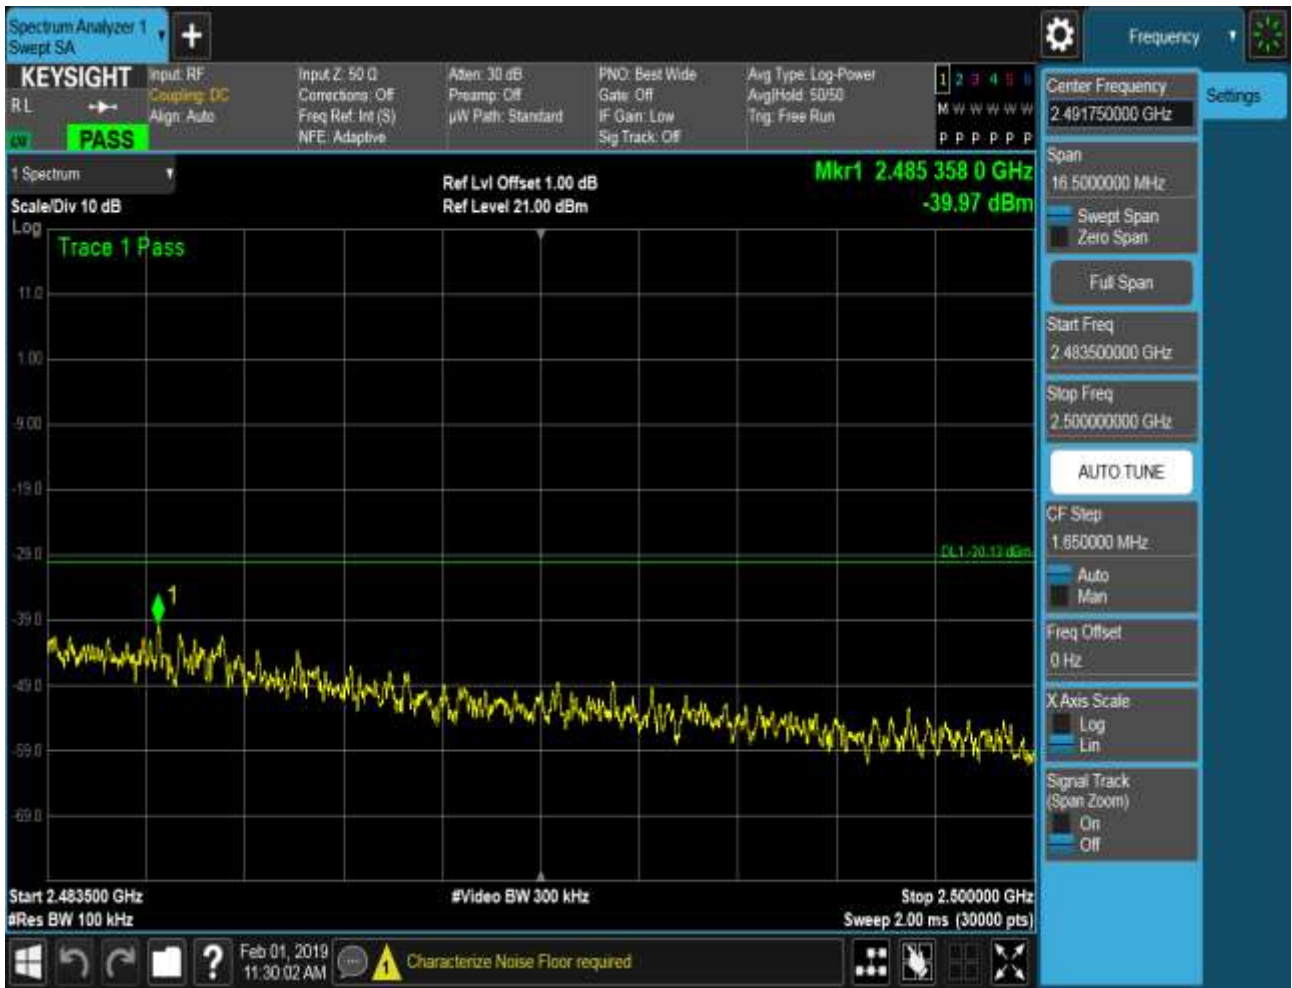 Spectrum Analyzer 1
Swept SA
Frequency
KEYSIGHT
R L
PASS
Input: RF
Coupling: DC
Align: Auto
Input Z: 50 Ω
Corrections: Off
Freq Ref: Int (S)
NFE: Adaptive
Atten: 30 dB
Preamp: Off
µW Path: Standard
PNO: Best Wide
Gate: Off
IF Gain: Low
Sig Track: Off
Avg Type: Log-Power
Avg|Hold: 50/50
Trig: Free Run
1 2 3 4 5 6
M W W W W W
P P P P P P
1 Spectrum
Scale/Div 10 dB
Ref Lvl Offset 1.00 dB
Ref Level 21.00 dBm
Mkr1 2.485 358 0 GHz
-39.97 dBm
Log
Trace 1 Pass
11.0
1.00
-9.00
-19.0
-29.0
-39.0
-49.0
-59.0
-69.0
1
Start 2.483500 GHz
#Res BW 100 kHz
#Video BW 300 kHz
Stop 2.500000 GHz
Sweep 2.00 ms (30000 pts)
Center Frequency
2.491750000 GHz
Settings
Span
16.5000000 MHz
Swept Span
Zero Span
Full Span
Start Freq
2.483500000 GHz
Stop Freq
2.500000000 GHz
AUTO TUNE
CF Step
1.650000 MHz
Auto
Man
Freq Offset
0 Hz
X Axis Scale
Log
Lin
Signal Track
(Span Zoom)
On
Off
?
Feb 01, 2019
11:30:02 AM
Characterize Noise Floor required